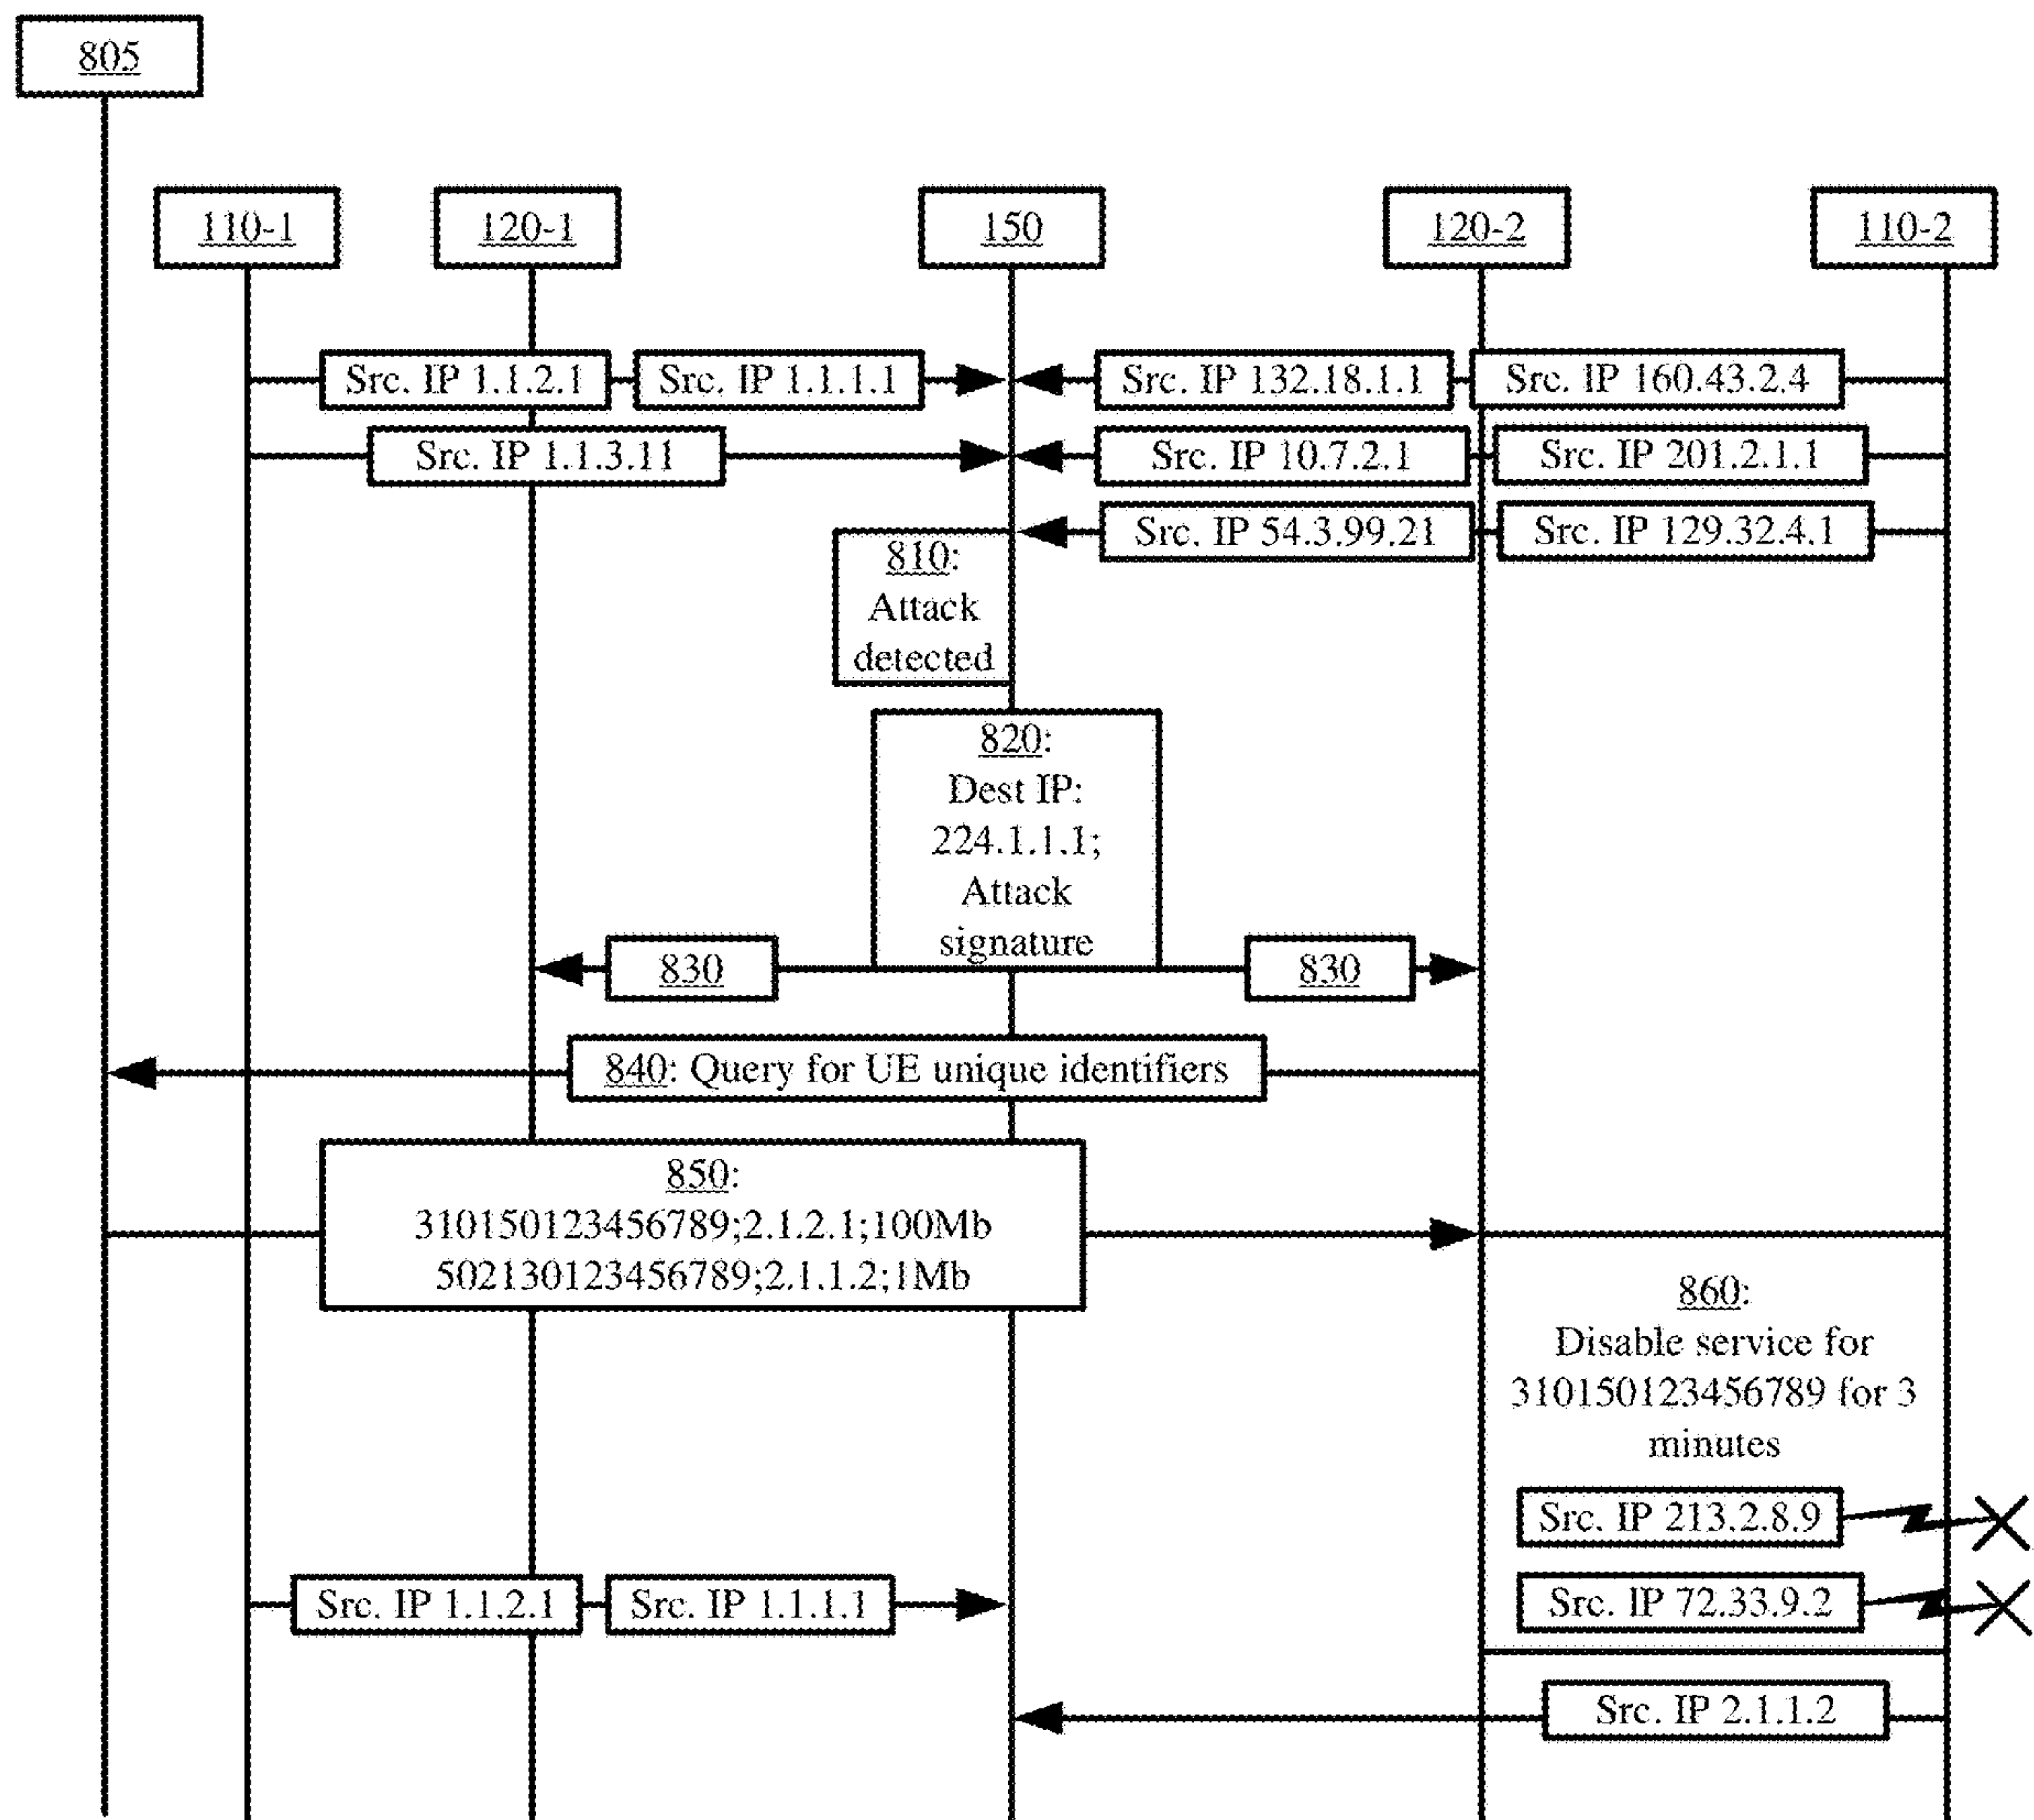 805
110-1
120-1
150
120-2
110-2
Src. IP 1.1.2.1
Src. IP 1.1.1.1
Src. IP 132.18.1.1
Src. IP 160.43.2.4
Src. IP 1.1.3.11
Src. IP 10.7.2.1
Src. IP 201.2.1.1
Src. IP 54.3.99.21
Src. IP 129.32.4.1
810:
Attack
detected
820:
Dest IP:
224.1.1.1;
Attack
signature
830
830
840: Query for UE unique identifiers
850:
310150123456789;2.1.2.1;100Mb
502130123456789;2.1.1.2;1Mb
860:
Disable service for
310150123456789 for 3
minutes
Src. IP 213.2.8.9
Src. IP 1.1.2.1
Src. IP 1.1.1.1
Src. IP 72.33.9.2
Src. IP 2.1.1.2